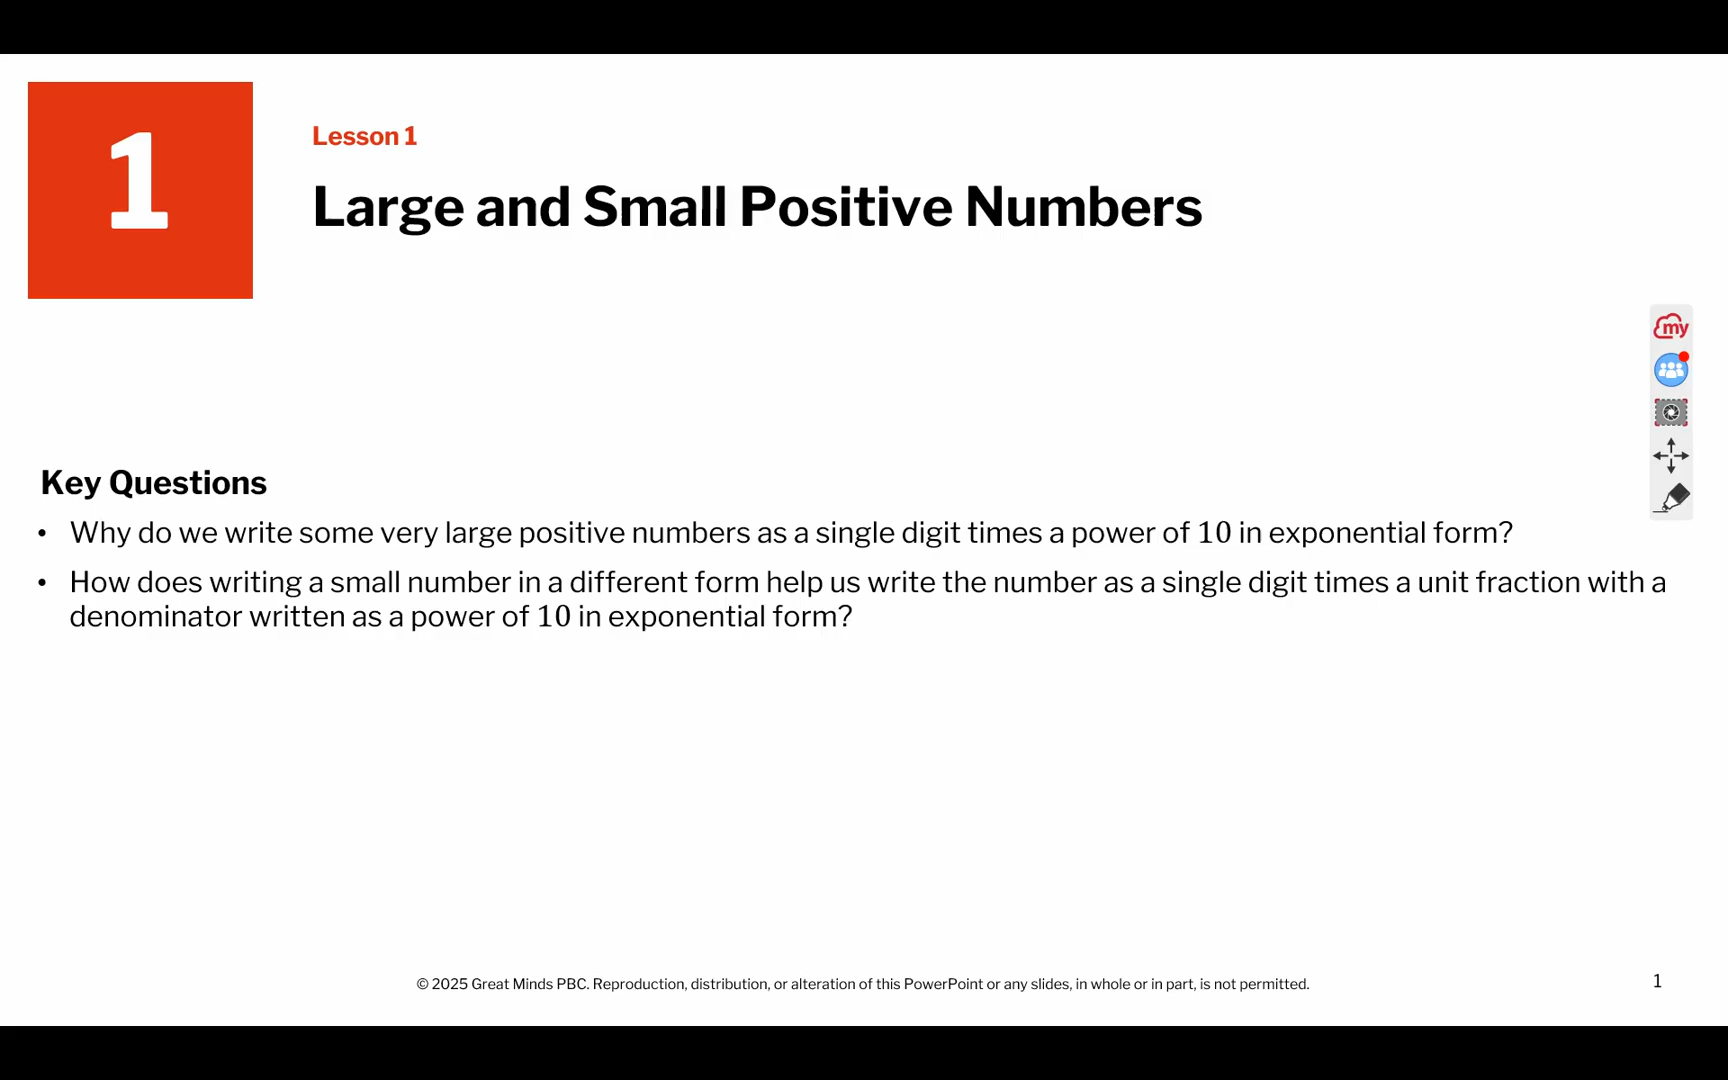 1
Lesson 1
Large and Small Positive Numbers
my
Key Questions
• Why do we write some very large positive numbers as a single digit times a power of 10 in exponential form?
• How does writing a small number in a different form help us write the number as a single digit times a unit fraction with a
denominator written as a power of 10 in exponential form?
© 2025 Great Minds PBC. Reproduction, distribution, or alteration of this PowerPoint or any slides, in whole or in part, is not permitted.
1